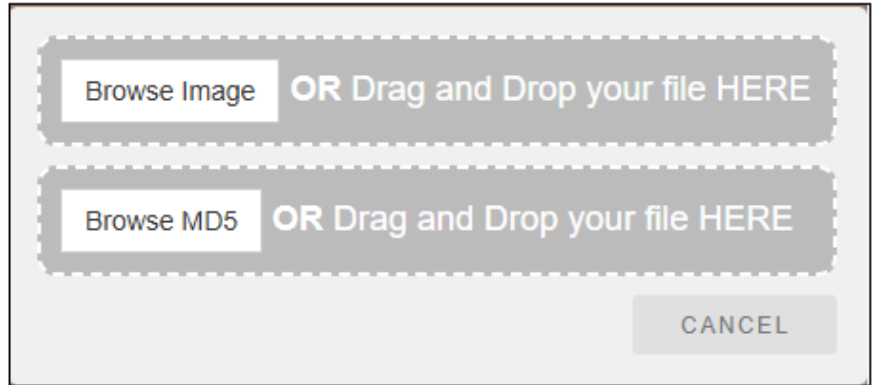 Browse Image OR Drag and Drop your file HERE
Browse MD5 OR Drag and Drop your file HERE
CANCEL